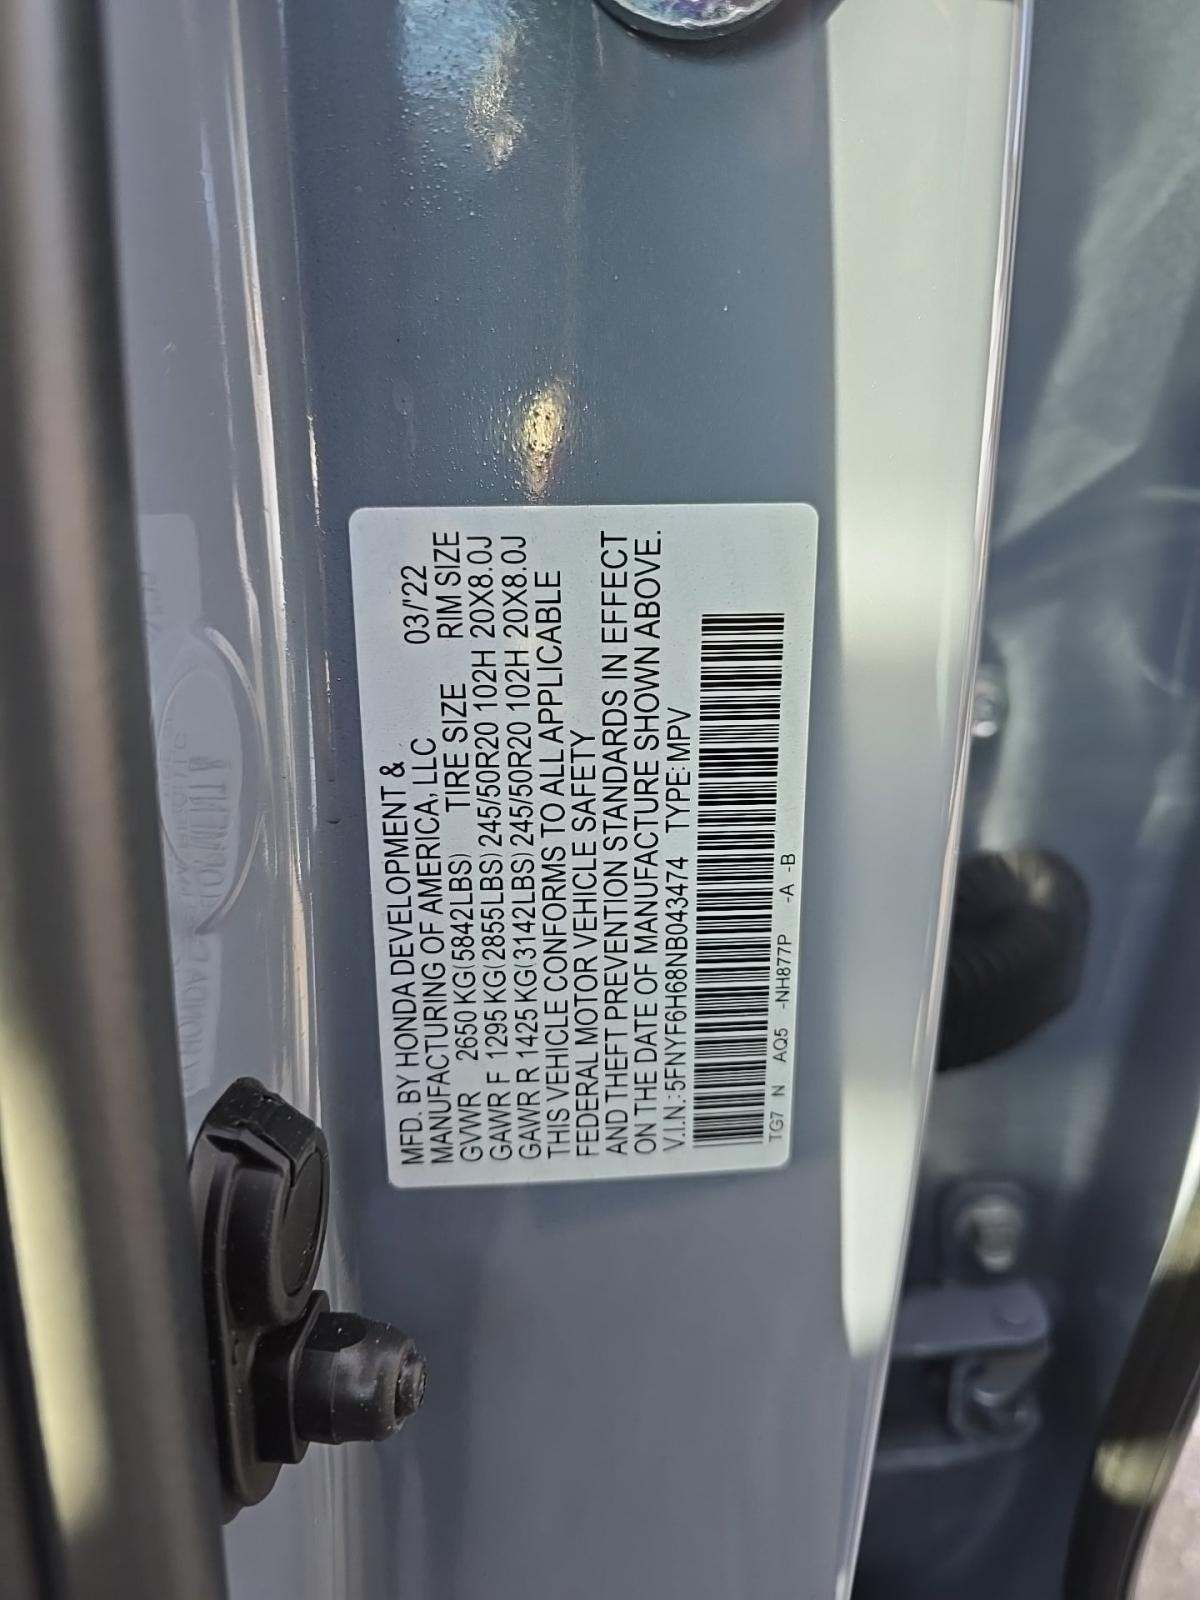 MFD. BY HONDA DEVELOPMENT &
MANUFACTURING OF AMERICA, LLC 03/'22
GVWR 2650 KG(5842LBS) TIRE SIZE RIM SIZE
GAWR F 1295 KG(2855LBS) 245/50R20 102H 20X8.0J
GAWR R 1425 KG(3142LBS) 245/50R20 102H 20X8.0J
THIS VEHICLE CONFORMS TO ALL APPLICABLE
FEDERAL MOTOR VEHICLE SAFETY
AND THEFT PREVENTION STANDARDS IN EFFECT
ON THE DATE OF MANUFACTURE SHOWN ABOVE.
V.I.N.:5FNYF6H68NB043474 TYPE:MPV
TG7 N AQ5 -NH877P -A -B